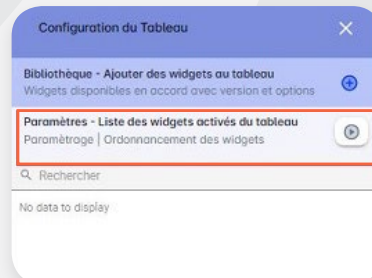 Configuration du Tableau
Bibliothèque - Ajouter des widgets au tableau
Widgets disponibles en accord avec version et options
Paramètres - Liste des widgets activés du tableau
Paramètrage | Ordonnancement des widgets
Rechercher
No data to display